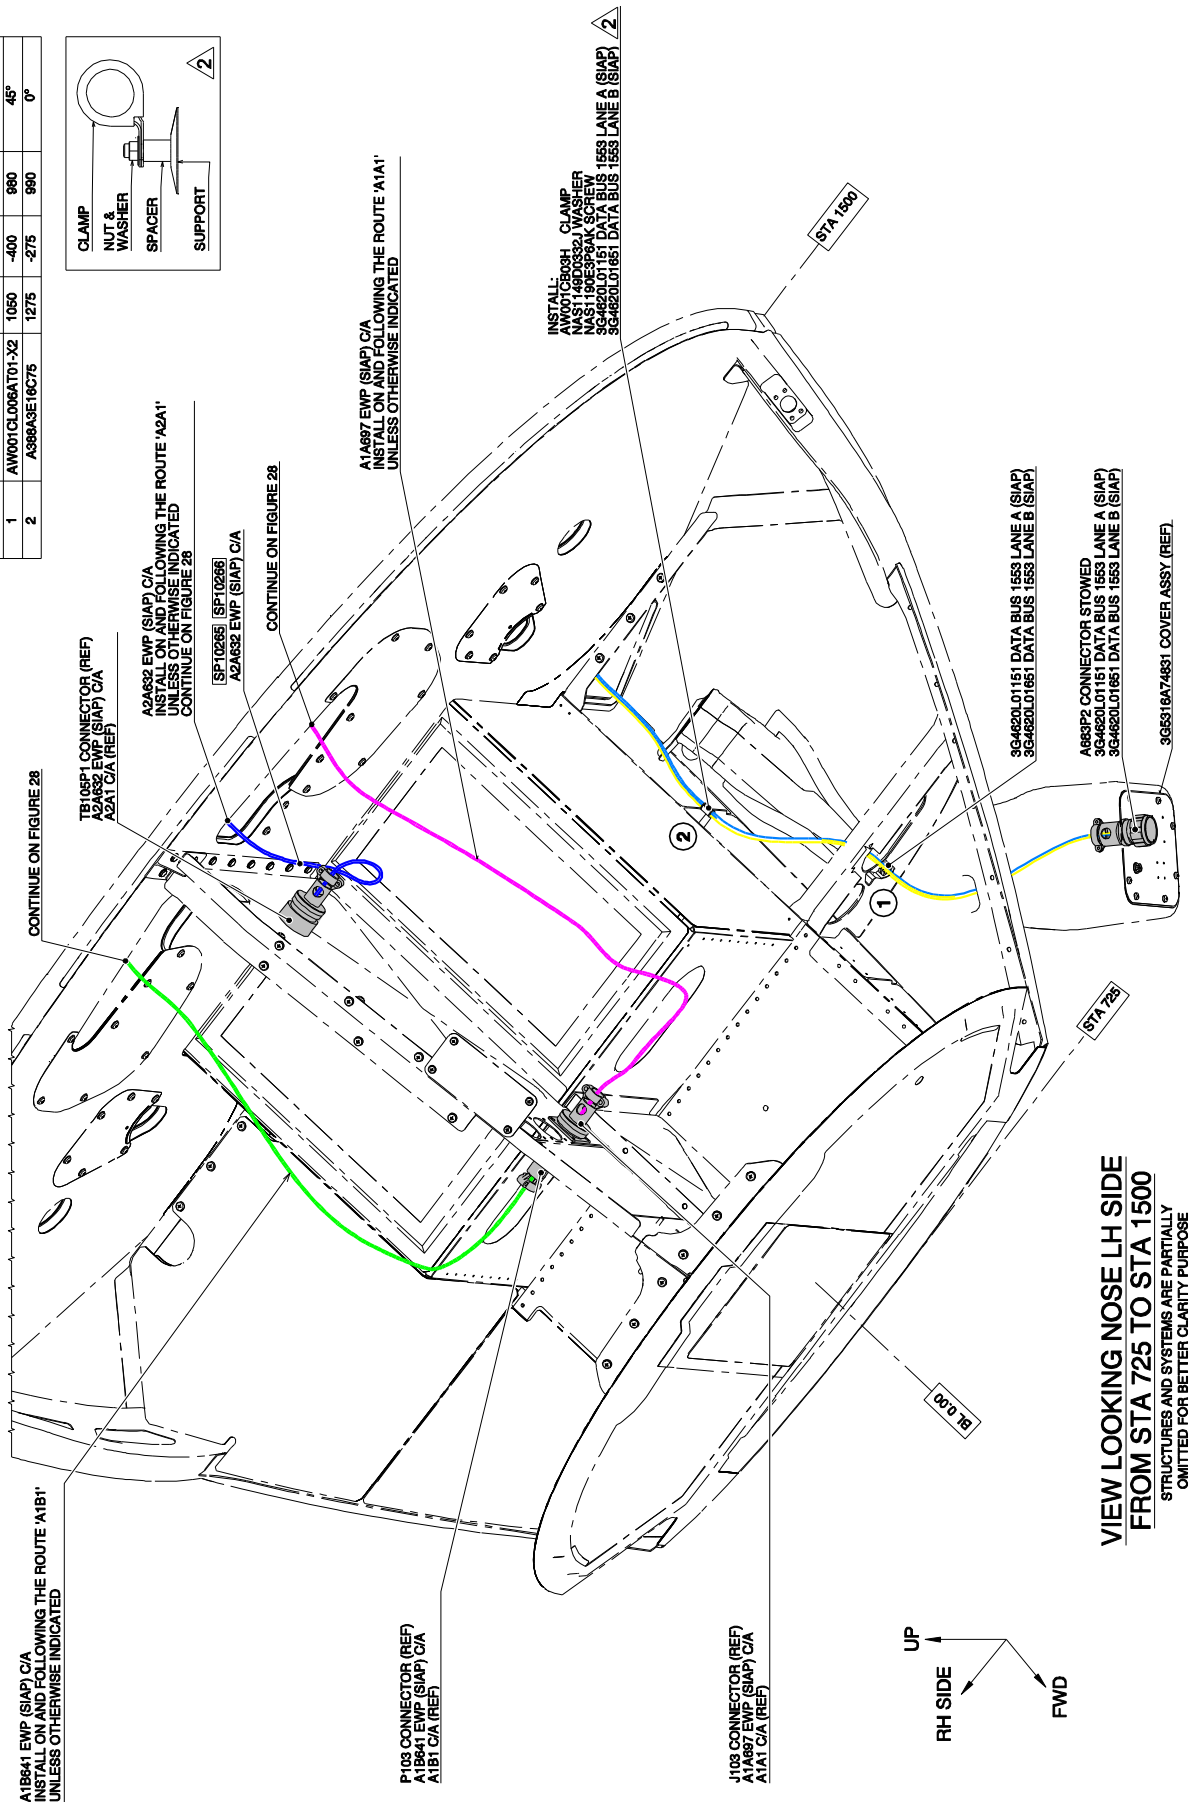 1 AW001CL006AT01-X2 1050 -400 980 45°
2 A388A3E16C75 1275 -275 990 0°
CLAMP
NUT &
WASHER
SPACER
SUPPORT
2
CONTINUE ON FIGURE 28
TB105P1 CONNECTOR (REF)
A2A632 EWP (SIAP) C/A
A2A1 C/A (REF)
A2A632 EWP (SIAP) C/A
INSTALL ON AND FOLLOWING THE ROUTE 'A2A1'
UNLESS OTHERWISE INDICATED
CONTINUE ON FIGURE 28
SP10265 SP10266
A2A632 EWP (SIAP) C/A
CONTINUE ON FIGURE 28
A1A697 EWP (SIAP) C/A
INSTALL ON AND FOLLOWING THE ROUTE 'A1A1'
UNLESS OTHERWISE INDICATED
INSTALL:
AW001CB03H CLAMP
NAS1149D0332J WASHER
NAS1190E3P6AK SCREW
3G4620L01151 DATA BUS 1553 LANE A (SIAP)
3G4620L01651 DATA BUS 1553 LANE B (SIAP)
2
STA 1500
2
1
3G4620L01151 DATA BUS 1553 LANE A (SIAP)
3G4620L01651 DATA BUS 1553 LANE B (SIAP)
A663P2 CONNECTOR STOWED
3G4620L01151 DATA BUS 1553 LANE A (SIAP)
3G4620L01651 DATA BUS 1553 LANE B (SIAP)
3G5316A74831 COVER ASSY (REF)
STA 725
BL 0.00
A1B641 EWP (SIAP) C/A
INSTALL ON AND FOLLOWING THE ROUTE 'A1B1'
UNLESS OTHERWISE INDICATED
P103 CONNECTOR (REF)
A1B641 EWP (SIAP) C/A
A1B1 C/A (REF)
J103 CONNECTOR (REF)
A1A697 EWP (SIAP) C/A
A1A1 C/A (REF)
UP
RH SIDE
FWD
VIEW LOOKING NOSE LH SIDE
FROM STA 725 TO STA 1500
STRUCTURES AND SYSTEMS ARE PARTIALLY
OMITTED FOR BETTER CLARITY PURPOSE